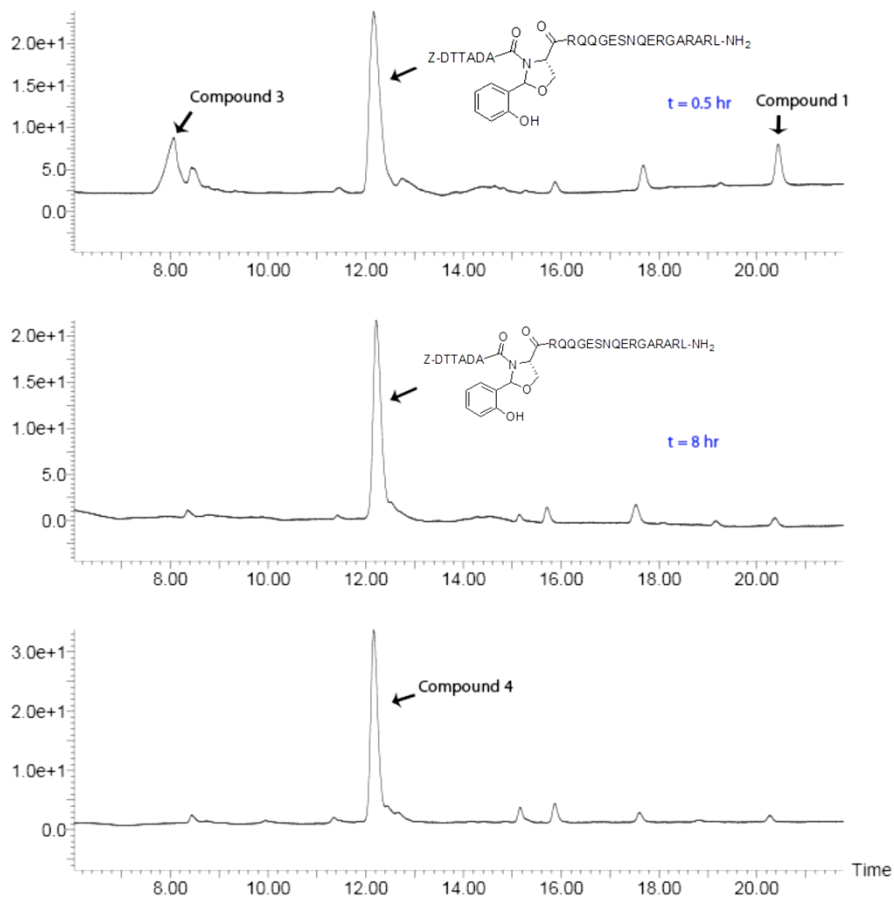 2.0e+1
1.5e+1
1.0e+1
5.0
0.0
Compound 3
Z-DTTADA
O
O
RQQGESNQERGARARL-NH2
N
O
OH
t = 0.5 hr
Compound 1
8.00 10.00 12.00 14.00 16.00 18.00 20.00
2.0e+1
1.5e+1
1.0e+1
5.0
0.0
Z-DTTADA
O
O
RQQGESNQERGARARL-NH2
N
O
OH
t = 8 hr
8.00 10.00 12.00 14.00 16.00 18.00 20.00
3.0e+1
2.0e+1
1.0e+1
0.0
Compound 4
Time
8.00 10.00 12.00 14.00 16.00 18.00 20.00